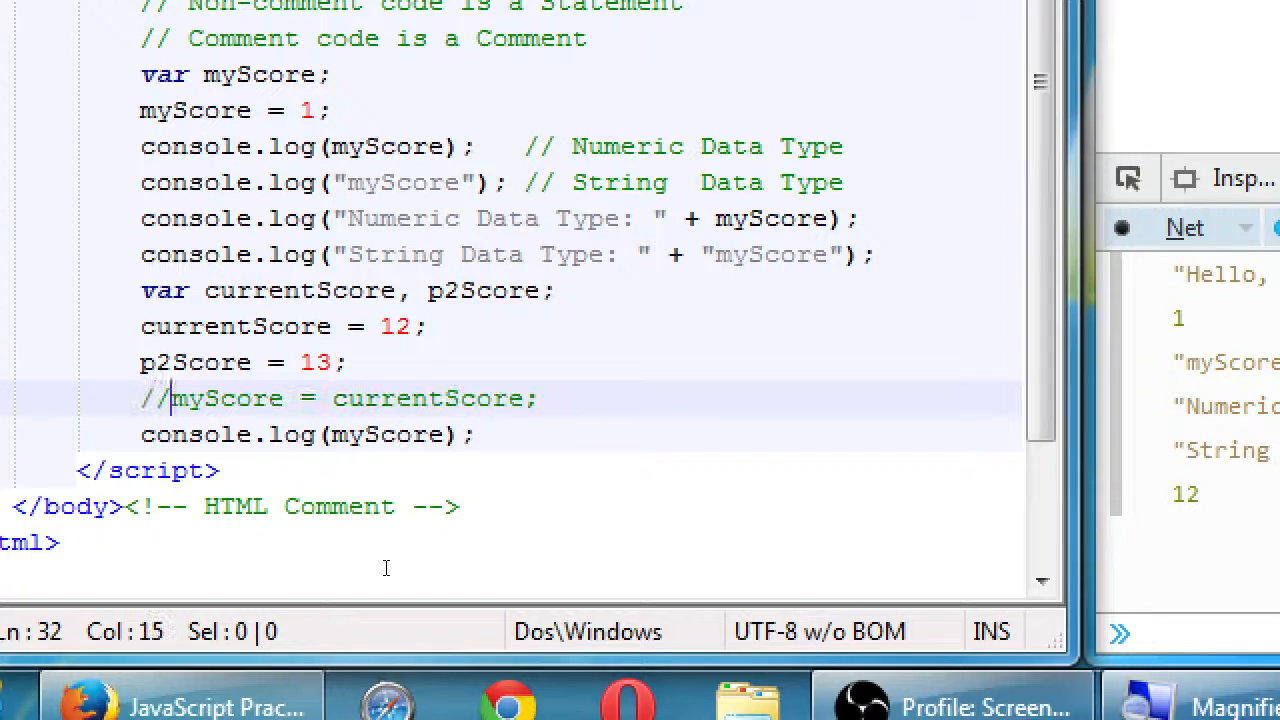 // Non-comment code is a Statement
// Comment code is a Comment
var myScore;
myScore = 1;
console.log(myScore);   // Numeric Data Type
console.log("myScore"); // String  Data Type
console.log("Numeric Data Type: " + myScore);
console.log("String Data Type: " + "myScore");
var currentScore, p2Score;
currentScore = 12;
p2Score = 13;
//myScore = currentScore;
console.log(myScore);
</script>
</body><!-- HTML Comment -->
tml>
Ln : 32 Col : 15 Sel : 0 | 0 Dos\Windows UTF-8 w/o BOM INS
Insp...
Net
"Hello,
1
"myScore
"Numeric
"String
12
JavaScript Prac...
Profile: Screen...
Magnifi